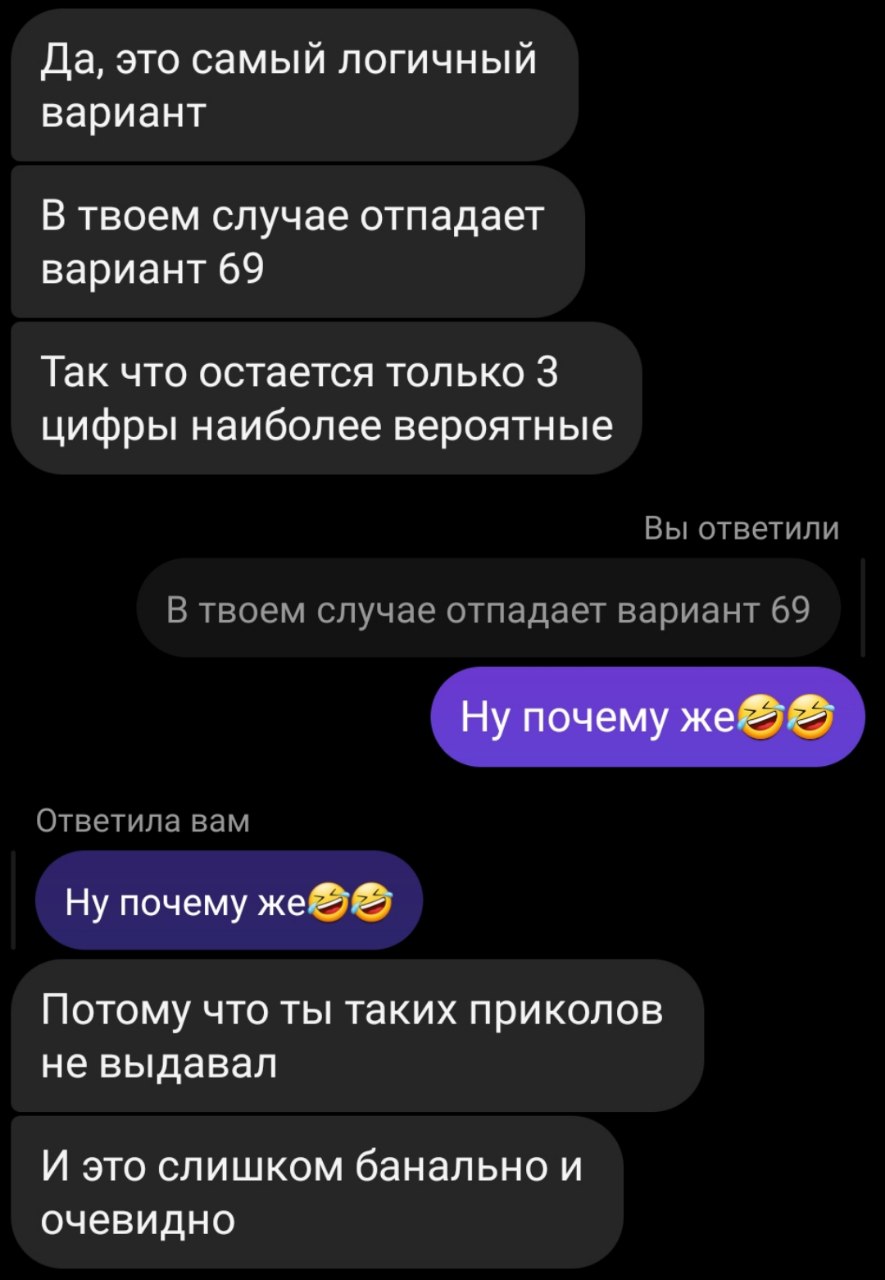 Да, это самый логичный
вариант
В твоем случае отпадает
вариант 69
Так что остается только 3
цифры наиболее вероятные
Вы ответили
В твоем случае отпадает вариант 69
Ну почему же🤣🤣
Ответила вам
Ну почему же🤣🤣
Потому что ты таких приколов
не выдавал
И это слишком банально и
очевидно